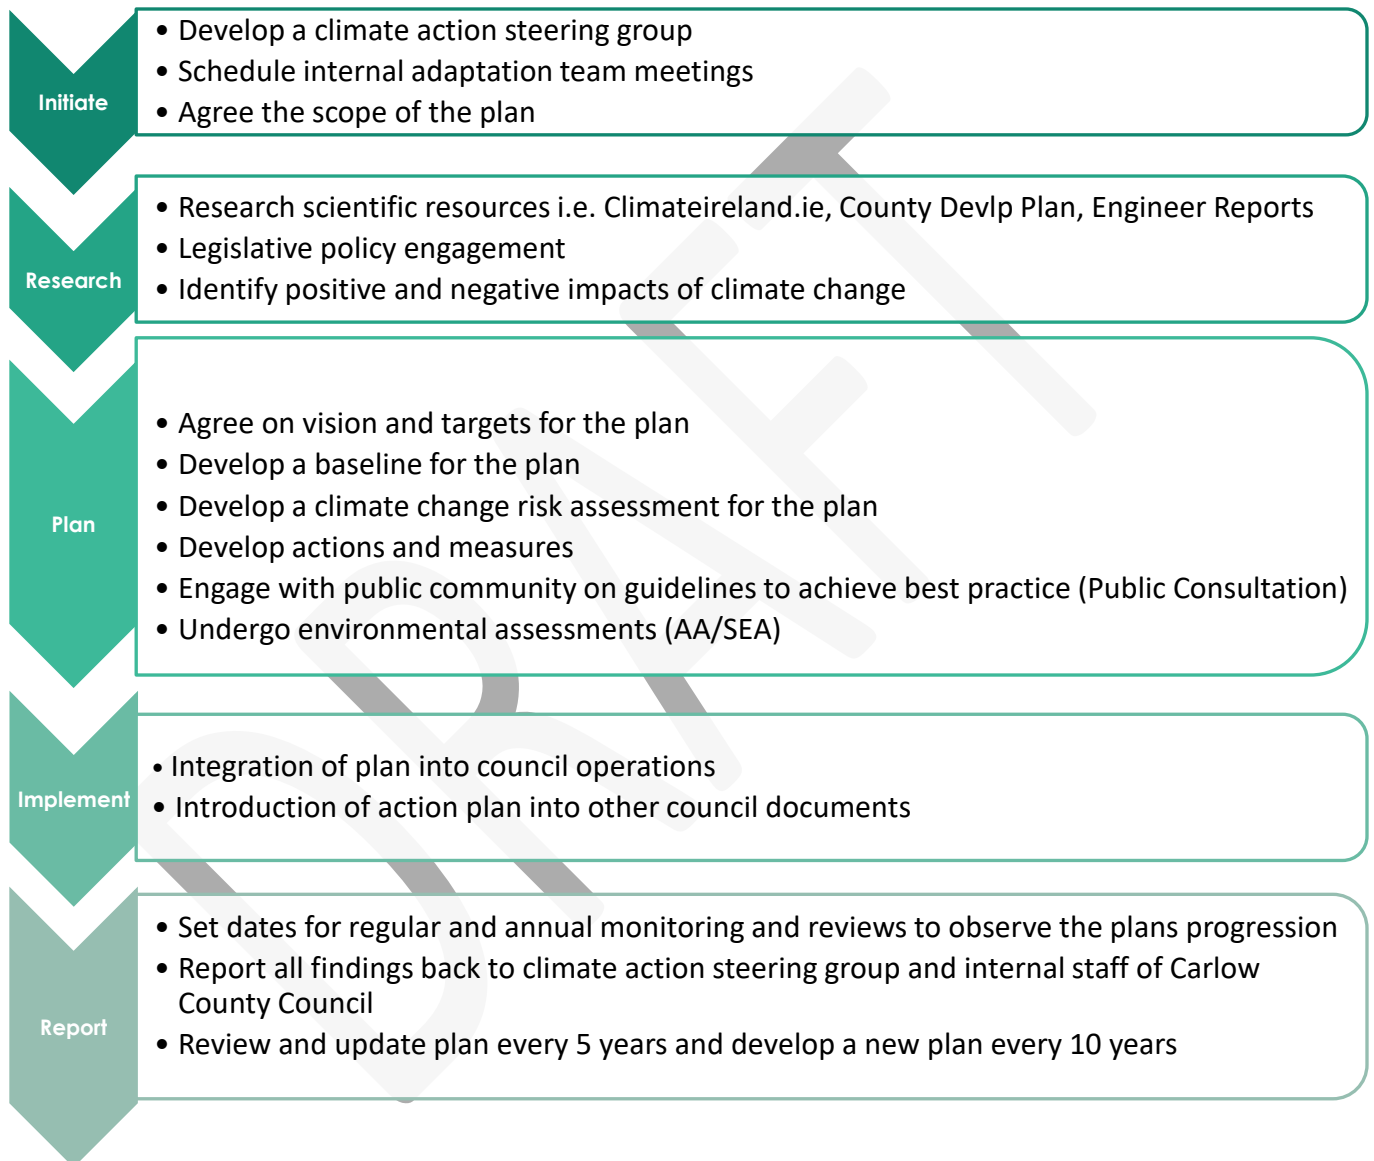 Initiate
• Develop a climate action steering group
• Schedule internal adaptation team meetings
• Agree the scope of the plan
Research
• Research scientific resources i.e. Climateireland.ie, County Devlp Plan, Engineer Reports
• Legislative policy engagement
• Identify positive and negative impacts of climate change
Plan
• Agree on vision and targets for the plan
• Develop a baseline for the plan
• Develop a climate change risk assessment for the plan
• Develop actions and measures
• Engage with public community on guidelines to achieve best practice (Public Consultation)
• Undergo environmental assessments (AA/SEA)
Implement
• Integration of plan into council operations
• Introduction of action plan into other council documents
Report
• Set dates for regular and annual monitoring and reviews to observe the plans progression
• Report all findings back to climate action steering group and internal staff of Carlow
County Council
• Review and update plan every 5 years and develop a new plan every 10 years
DRAFT